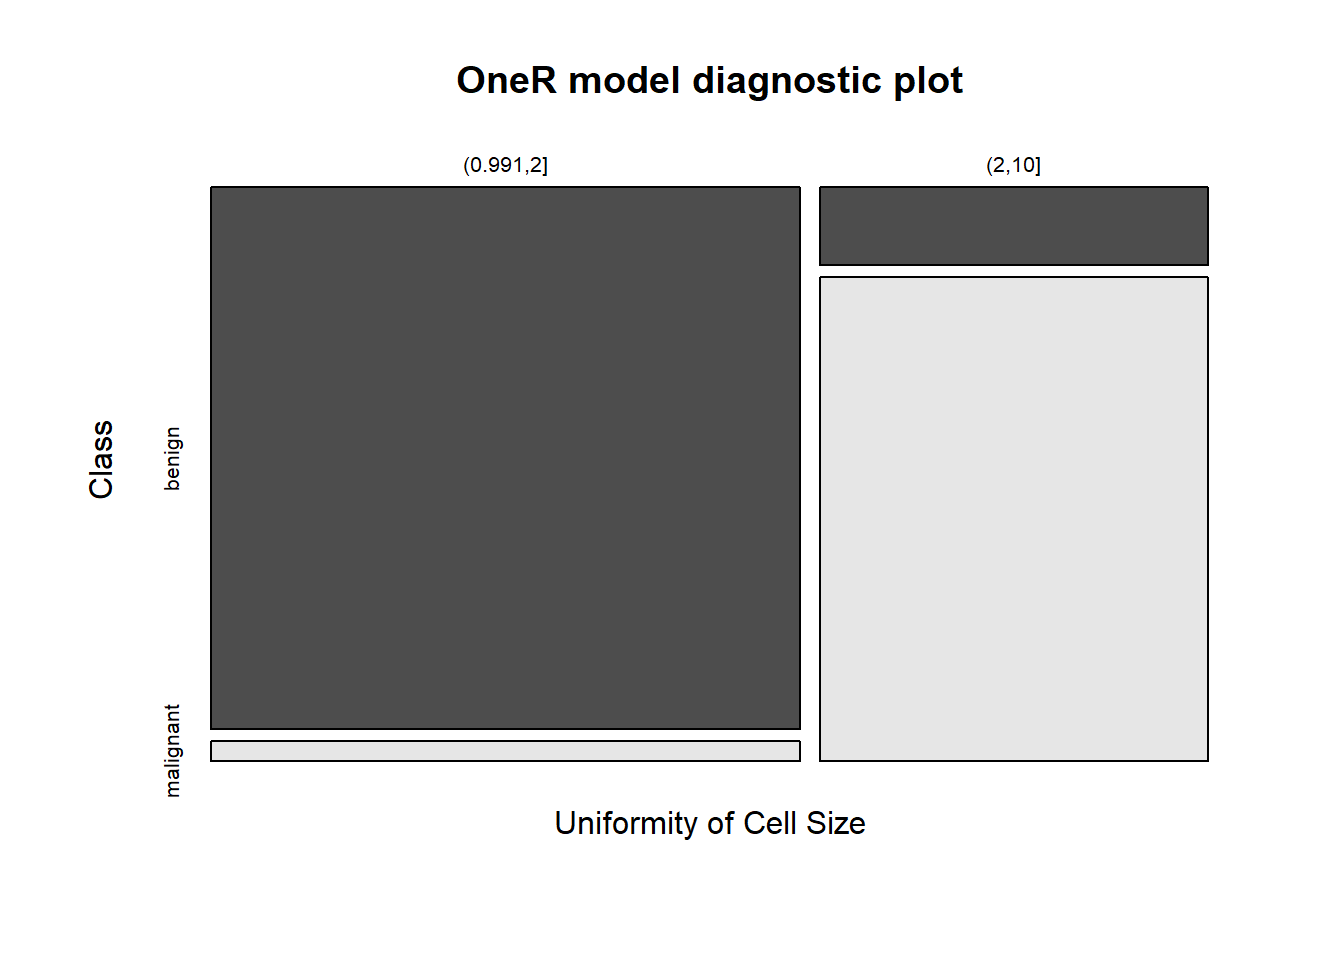 OneR model diagnostic plot
(0.991,2]
(2,10]
Class
benign
malignant
Uniformity of Cell Size